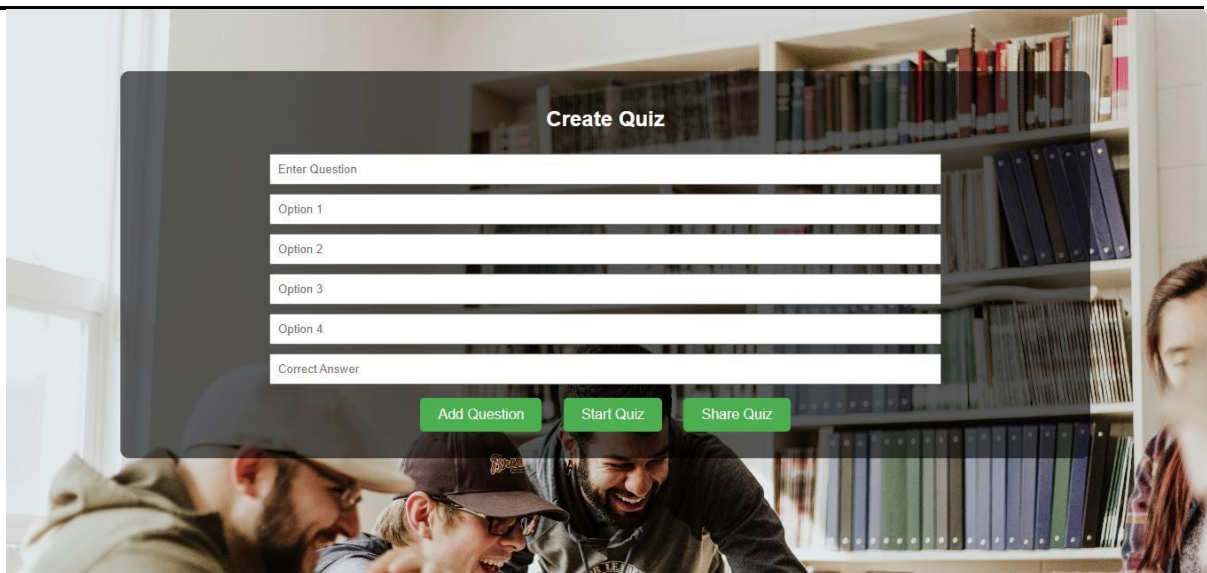 Create Quiz
Enter Question
Option 1
Option 2
Option 3
Option 4
Correct Answer
Add Question Start Quiz Share Quiz